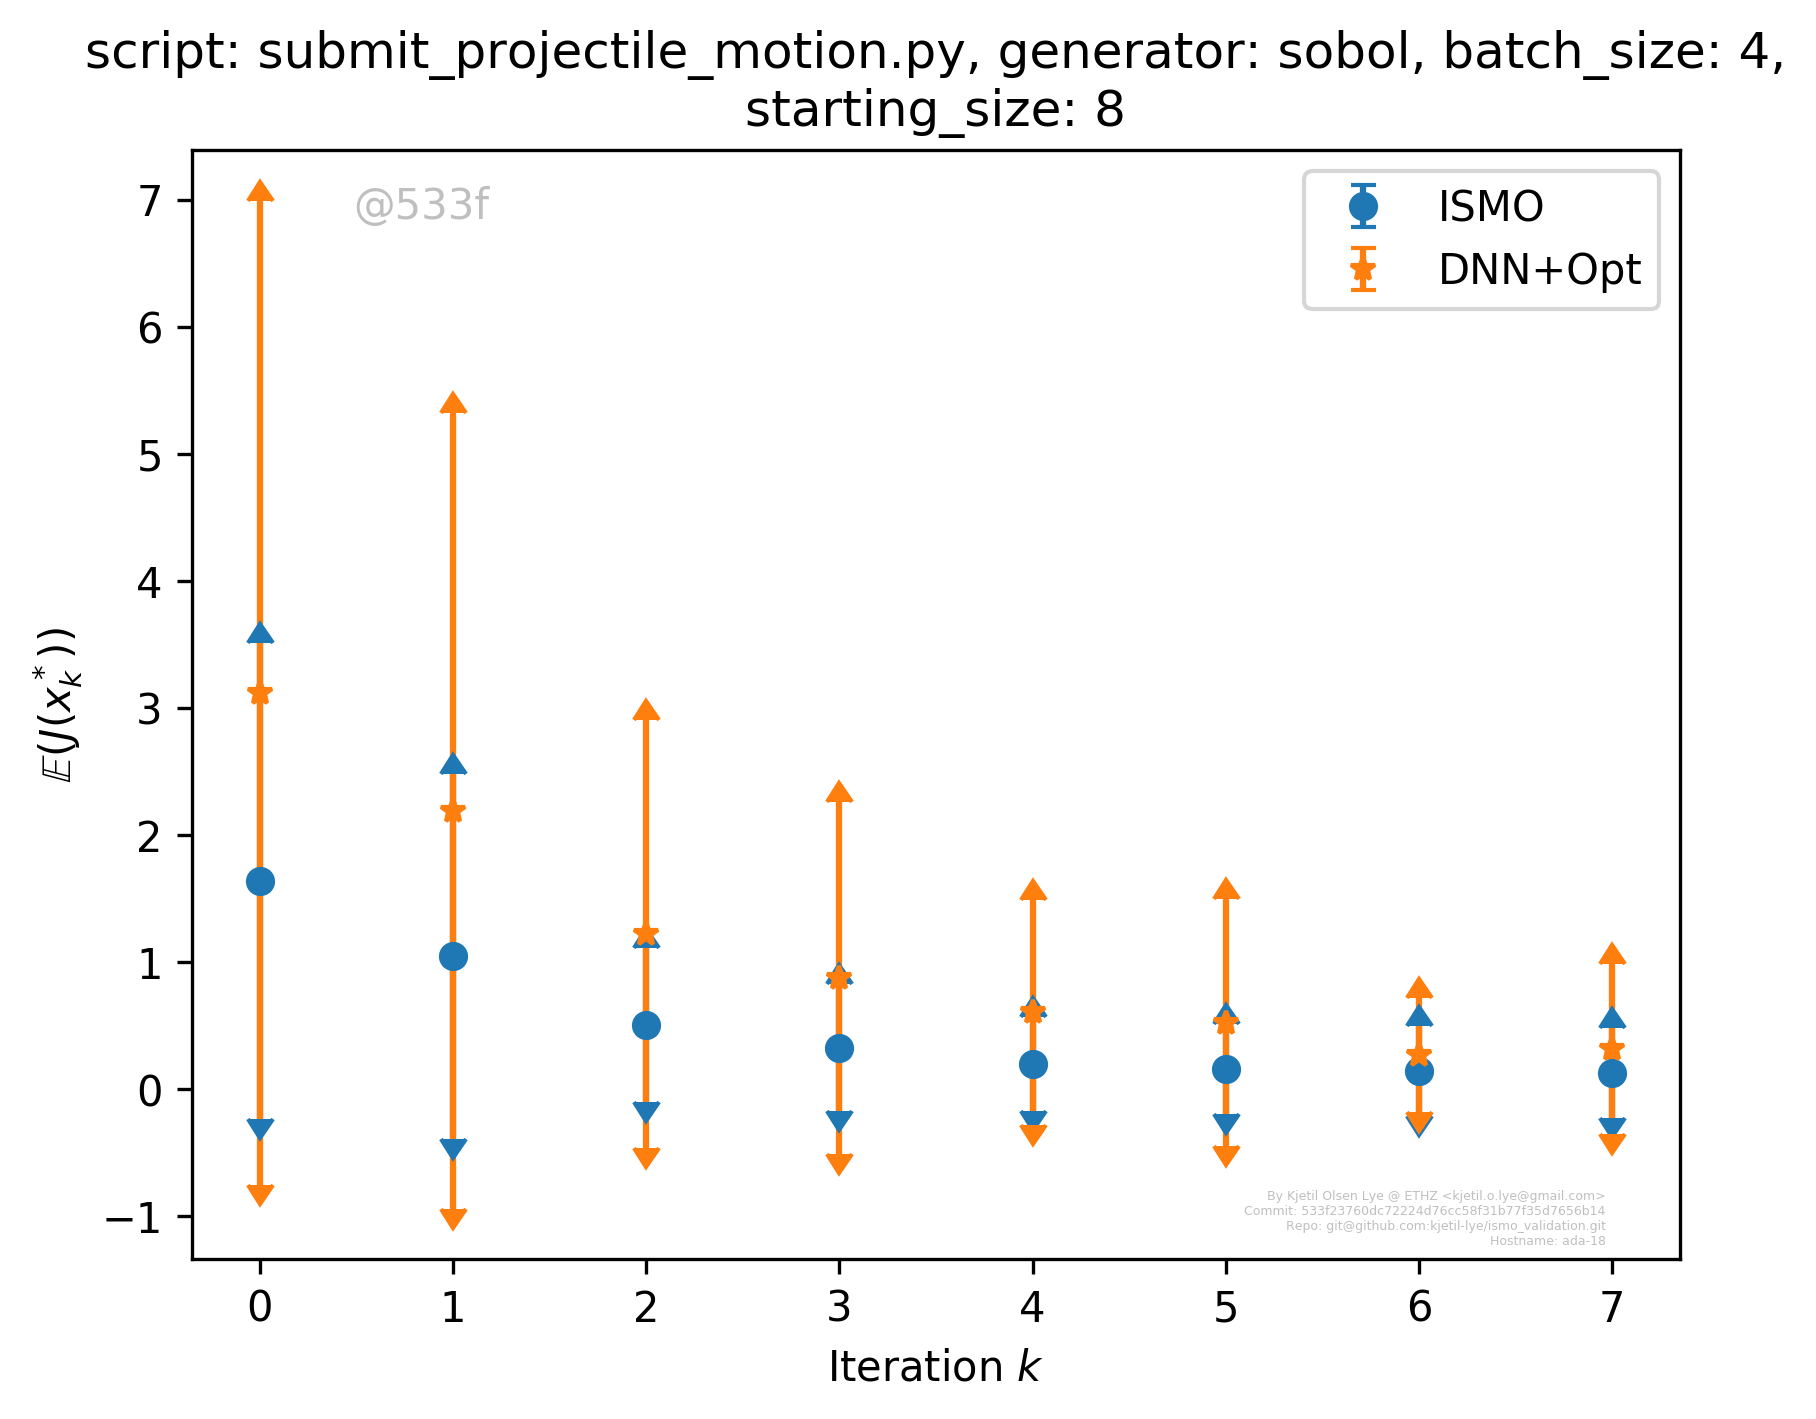 script: submit_projectile_motion.py, generator: sobol, batch_size: 4,
starting_size: 8
@533f
ISMO
DNN+Opt
7
6
5
4
3
2
1
0
−1
𝔼(J(x*k))
0 1 2 3 4 5 6 7
Iteration k
By Kjetil Olsen Lye @ ETHZ <kjetil.o.lye@gmail.com>
Commit: 533f23760dc72224d76cc58f31b77f35d7656b14
Repo: git@github.com:kjetil-lye/ismo_validation.git
Hostname: ada-18